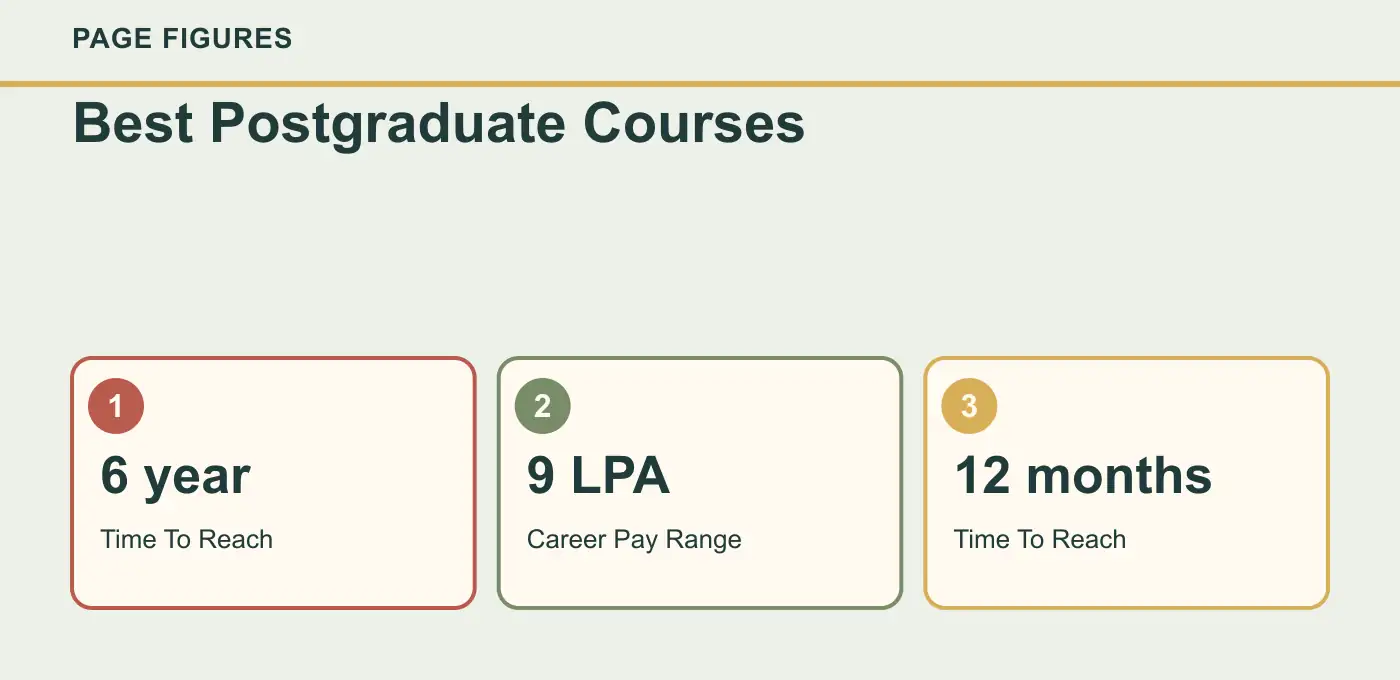 PAGE FIGURES
Best Postgraduate Courses
1
6 year
Time To Reach
2
9 LPA
Career Pay Range
3
12 months
Time To Reach